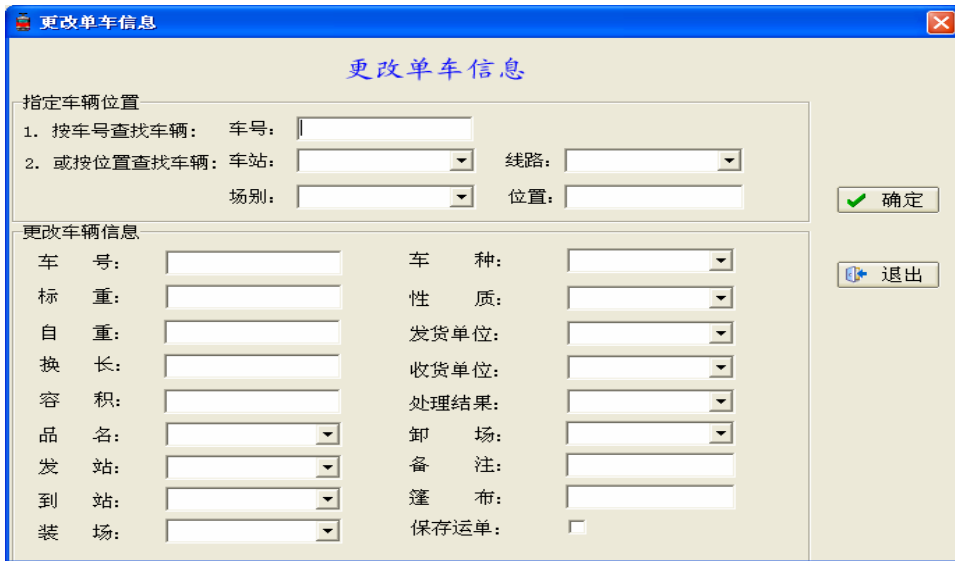 更改单车信息
更改单车信息
指定车辆位置
1. 按车号查找车辆: 车号:
2. 或按位置查找车辆: 车站: 线路:
场别: 位置:
确定
更改车辆信息
车 号: 车 种:
退出
标 重: 性 质:
自 重: 发货单位:
换 长: 收货单位:
容 积: 处理结果:
品 名: 卸 场:
发 站: 备 注:
到 站: 篷 布:
装 场: 保存运单: